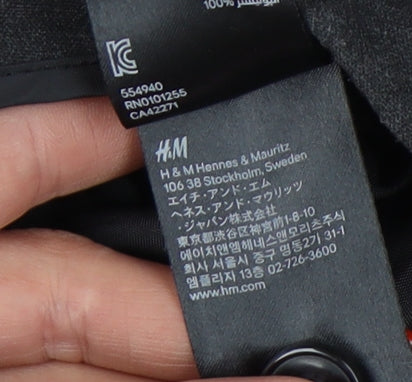 100% بوليستر
554940
RN0101255
CA42271
H&M
H & M Hennes & Mauritz
106 38 Stockholm, Sweden
エイチ・アンド・エム
ヘネス・アンド・マウリッツ
・ジャパン株式会社
東京都渋谷区神宮前1-8-10
에이치앤엠헤네스앤모리츠주식
회사 서울시 중구 명동2가 31-1
엠플라자 13층 02-726-3600
www.hm.com